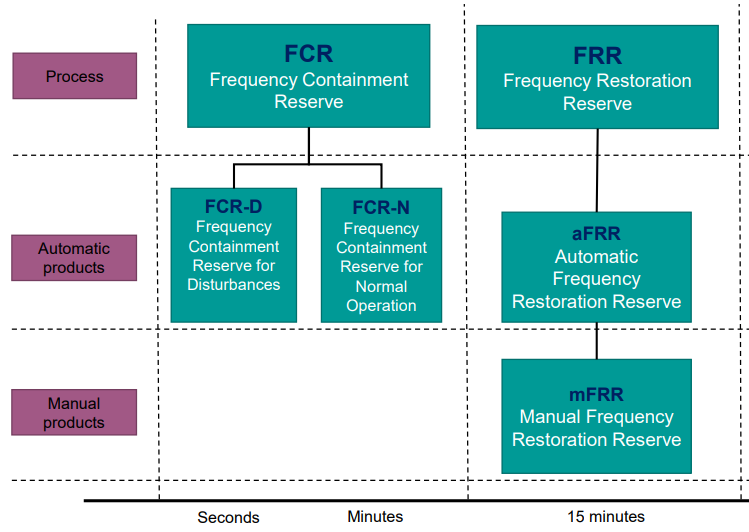 Process
FCR
Frequency Containment
Reserve
FRR
Frequency Restoration
Reserve
Automatic
products
FCR-D
Frequency
Containment
Reserve for
Disturbances
FCR-N
Frequency
Containment
Reserve for
Normal
Operation
aFRR
Automatic
Frequency
Restoration Reserve
Manual
products
mFRR
Manual Frequency
Restoration Reserve
Seconds
Minutes
15 minutes